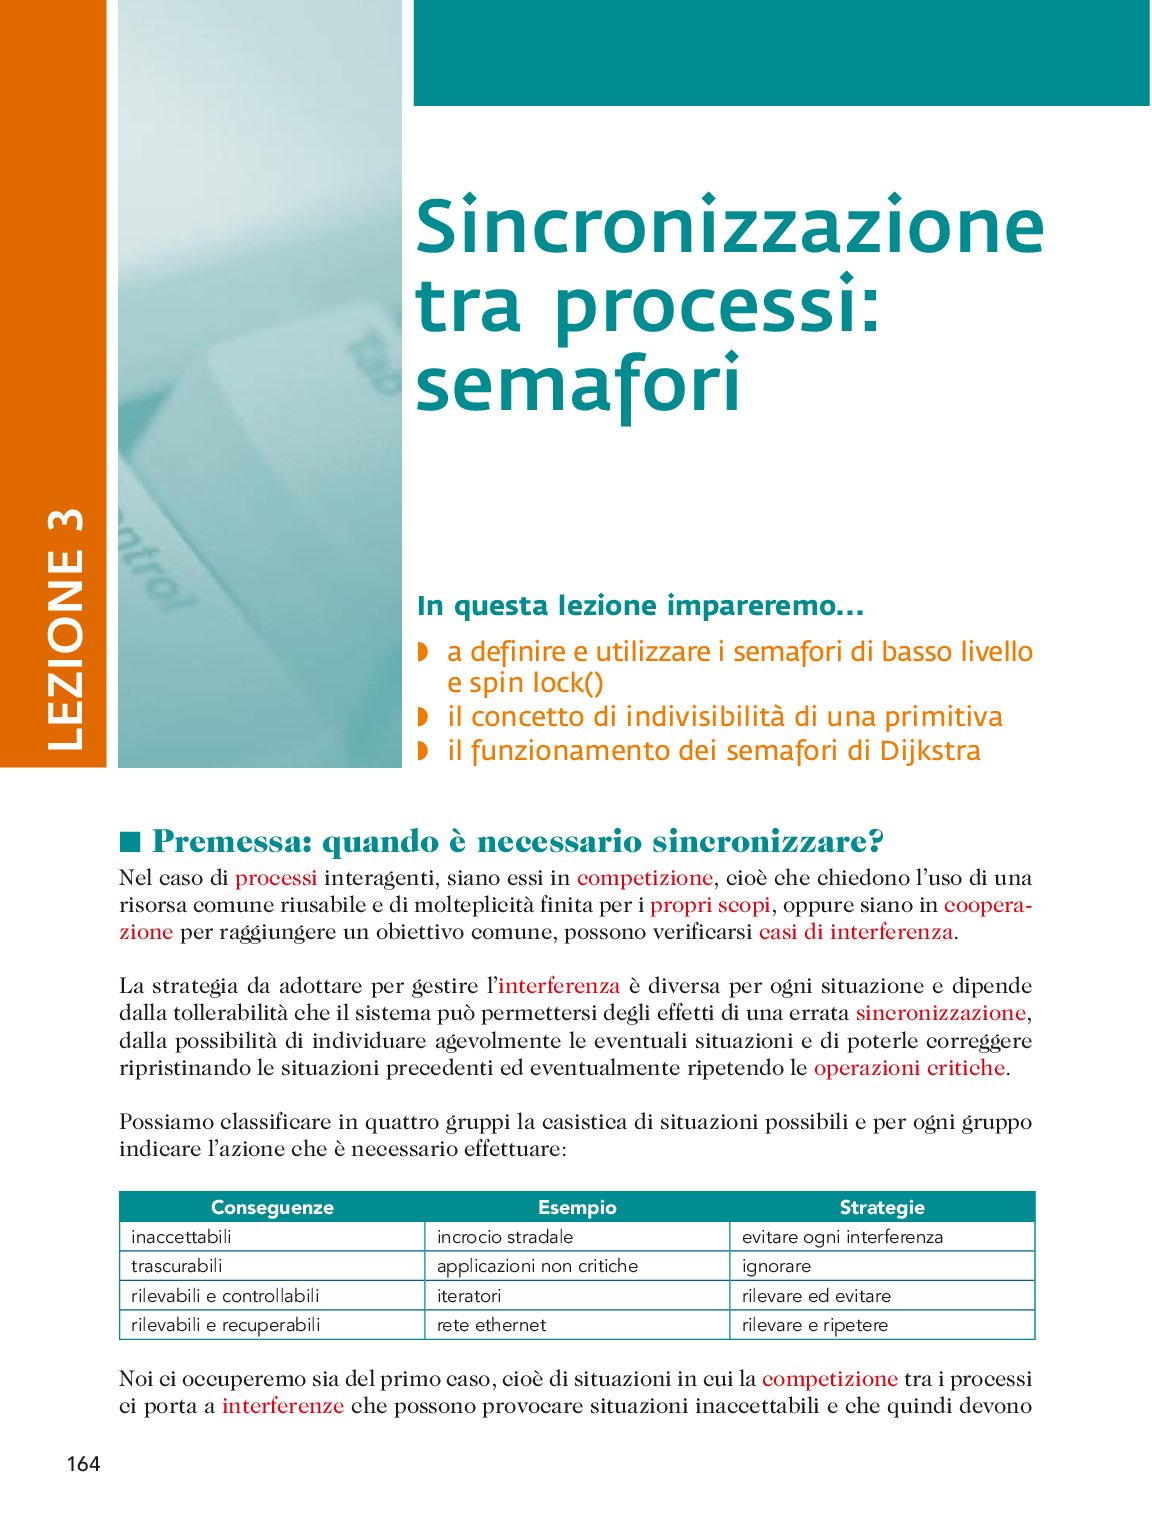 LEZIONE 3
Tab
ontrol
Sincronizzazione
tra processi:
semafori
In questa lezione impareremo...
◗ a definire e utilizzare i semafori di basso livello
e spin lock()
◗ il concetto di indivisibilità di una primitiva
◗ il funzionamento dei semafori di Dijkstra
■ Premessa: quando è necessario sincronizzare?
Nel caso di processi interagenti, siano essi in competizione, cioè che chiedono l'uso di una
risorsa comune riusabile e di molteplicità finita per i propri scopi, oppure siano in coopera-
zione per raggiungere un obiettivo comune, possono verificarsi casi di interferenza.
La strategia da adottare per gestire l'interferenza è diversa per ogni situazione e dipende
dalla tollerabilità che il sistema può permettersi degli effetti di una errata sincronizzazione,
dalla possibilità di individuare agevolmente le eventuali situazioni e di poterle correggere
ripristinando le situazioni precedenti ed eventualmente ripetendo le operazioni critiche.
Possiamo classificare in quattro gruppi la casistica di situazioni possibili e per ogni gruppo
indicare l'azione che è necessario effettuare:
Conseguenze Esempio Strategie
inaccettabili incrocio stradale evitare ogni interferenza
trascurabili applicazioni non critiche ignorare
rilevabili e controllabili iteratori rilevare ed evitare
rilevabili e recuperabili rete ethernet rilevare e ripetere
Noi ci occuperemo sia del primo caso, cioè di situazioni in cui la competizione tra i processi
ci porta a interferenze che possono provocare situazioni inaccettabili e che quindi devono
164